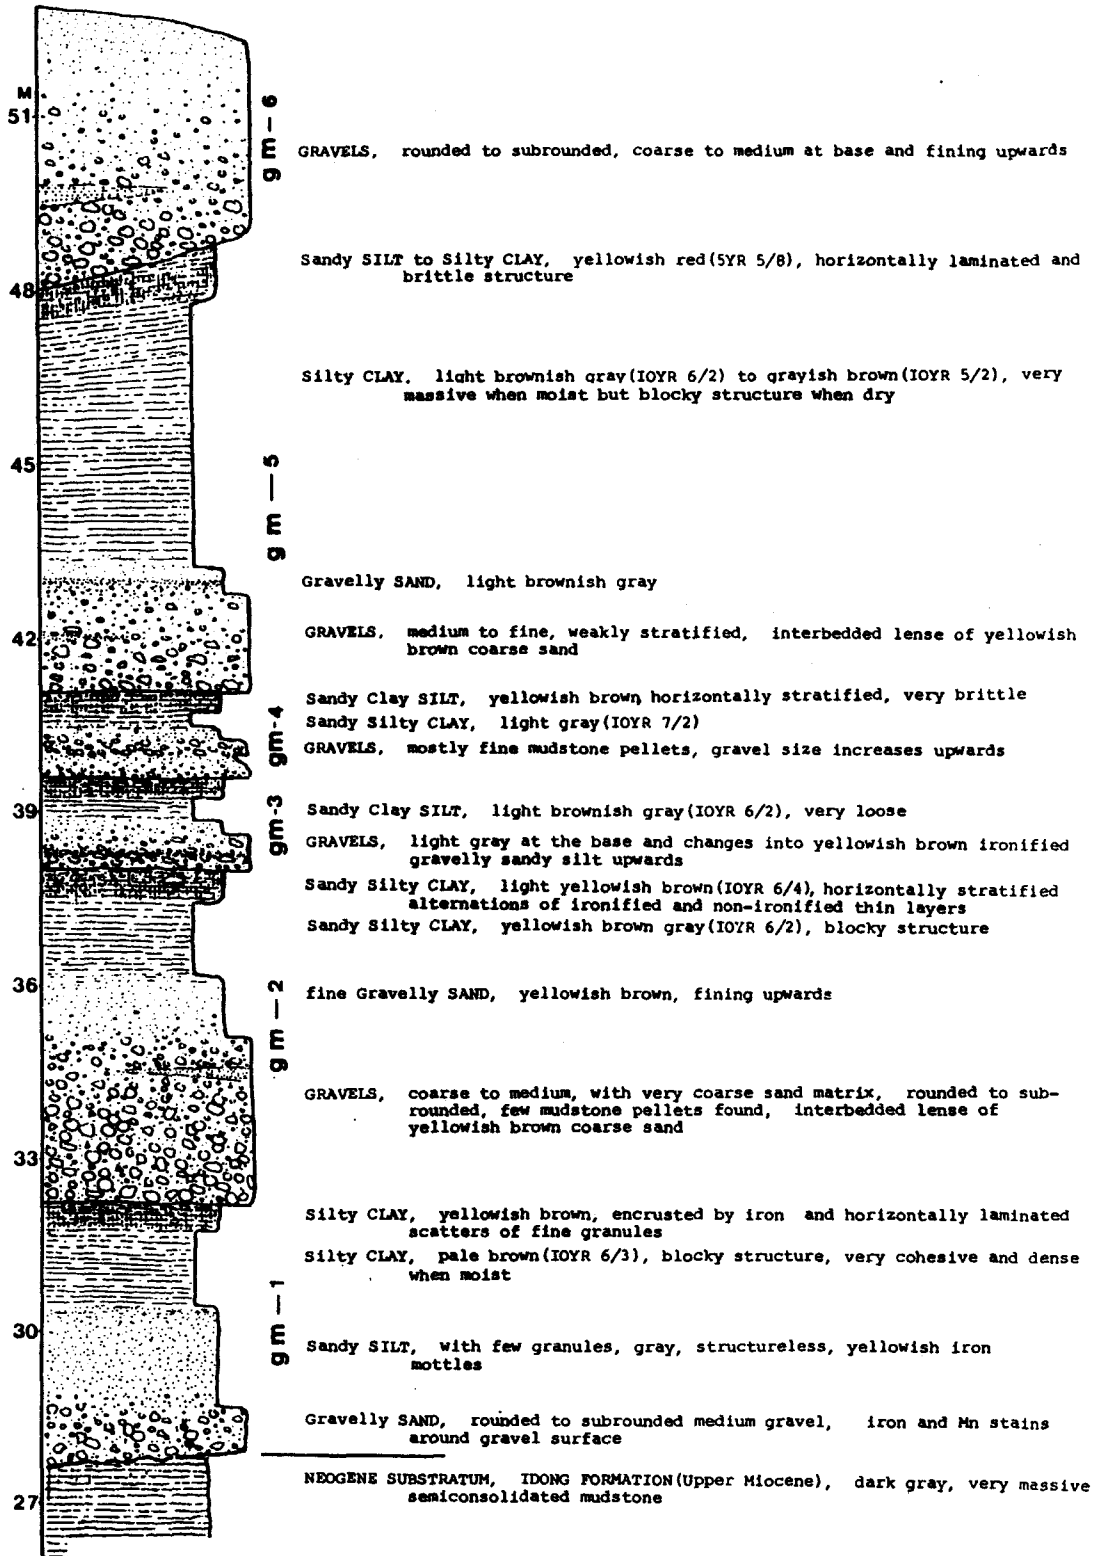 M
51
gm-6
GRAVELS, rounded to subrounded, coarse to medium at base and fining upwards
Sandy SILT to Silty CLAY, yellowish red(5YR 5/8), horizontally laminated and
brittle structure
48
Silty CLAY, light brownish gray(IOYR 6/2) to grayish brown(IOYR 5/2), very
massive when moist but blocky structure when dry
45
gm—5
Gravelly SAND, light brownish gray
42
GRAVELS, medium to fine, weakly stratified, interbedded lense of yellowish
brown coarse sand
Sandy Clay SILT, yellowish brown, horizontally stratified, very brittle
gm-4
Sandy Silty CLAY, light gray(IOYR 7/2)
GRAVELS, mostly fine mudstone pellets, gravel size increases upwards
39
gm-3
Sandy Clay SILT, light brownish gray(IOYR 6/2), very loose
GRAVELS, light gray at the base and changes into yellowish brown ironified
gravelly sandy silt upwards
Sandy Silty CLAY, light yellowish brown(IOYR 6/4), horizontally stratified
alternations of ironified and non-ironified thin layers
Sandy Silty CLAY, yellowish brown gray(IOYR 6/2), blocky structure
36
gm—2
fine Gravelly SAND, yellowish brown, fining upwards
GRAVELS, coarse to medium, with very coarse sand matrix, rounded to sub-
rounded, few mudstone pellets found, interbedded lense of
yellowish brown coarse sand
33
Silty CLAY, yellowish brown, encrusted by iron and horizontally laminated
scatters of fine granules
Silty CLAY, pale brown(IOYR 6/3), blocky structure, very cohesive and dense
when moist
gm—1
30
Sandy SILT, with few granules, gray, structureless, yellowish iron
mottles
Gravelly SAND, rounded to subrounded medium gravel, iron and Mn stains
around gravel surface
NEOGENE SUBSTRATUM, IDONG FORMATION(Upper Miocene), dark gray, very massive
semiconsolidated mudstone
27